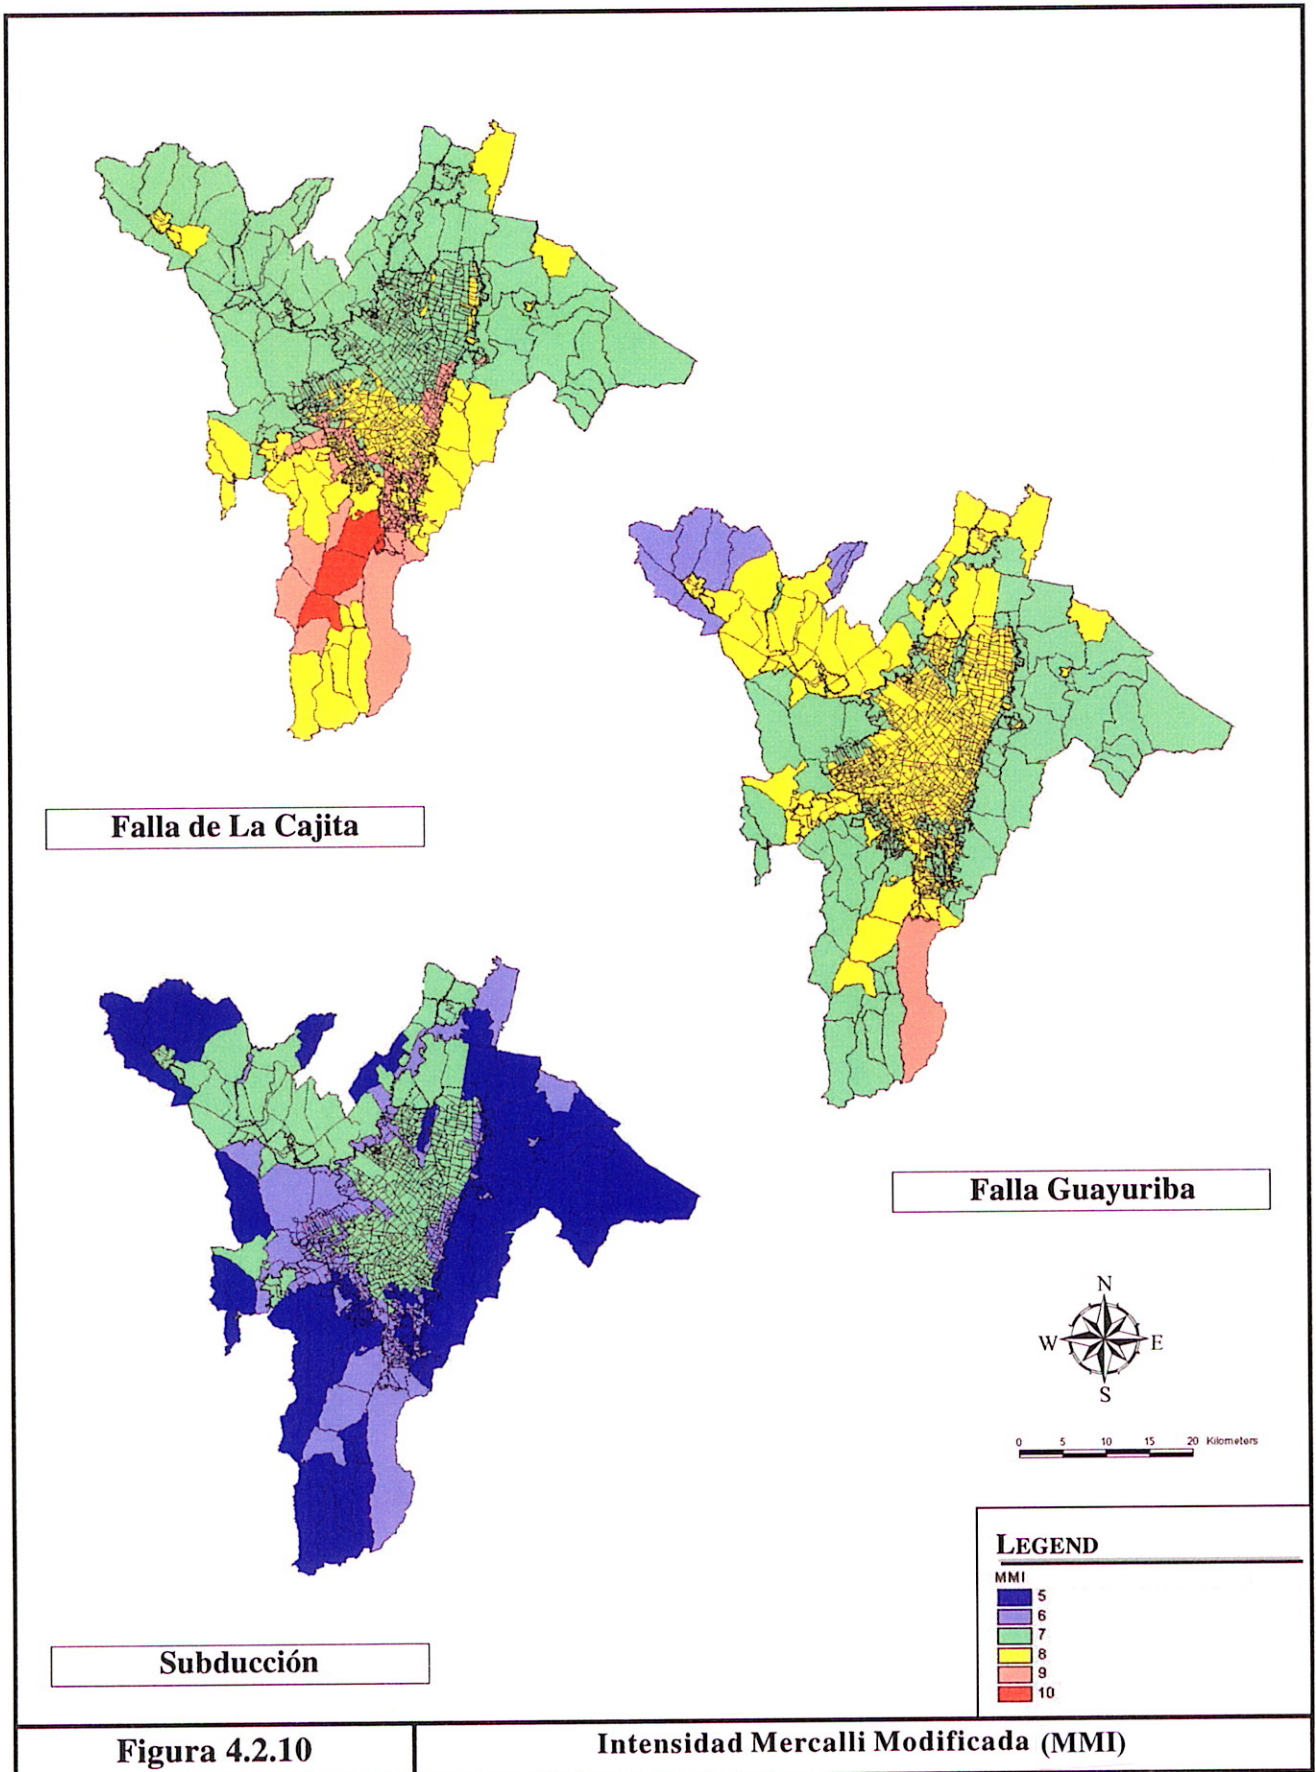 Falla de La Cajita
Falla Guayuriba
N
W E
S
0 5 10 15 20 Kilometers
Subducción
LEGEND
MMI
5
6
7
8
9
10
Figura 4.2.10
Intensidad Mercalli Modificada (MMI)